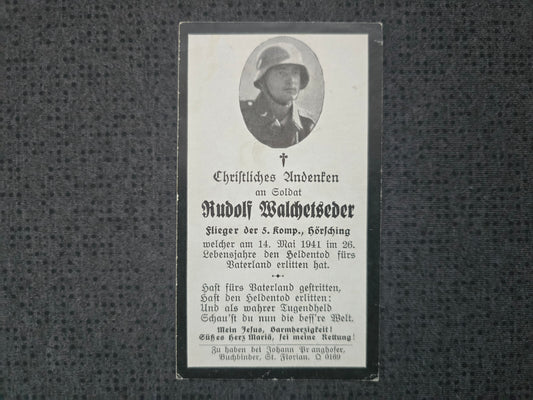 Christliches Andenken
an Soldat
Rudolf Walchetseder
Flieger der 5. Komp., Hörsching
welcher am 14. Mai 1941 im 26.
Lebensjahre den Heldentod fürs
Vaterland erlitten hat.
Hast fürs Vaterland gestritten,
Hast den Heldentod erlitten:
Und als wahrer Tugendheld
Schau'st du nun die bess're Welt.
Mein Jesus, Barmherzigkeit!
Süßes Herz Mariä, sei meine Rettung!
Zu haben bei Johann Pranghofer,
Buchbinder, St. Florian. O 9169